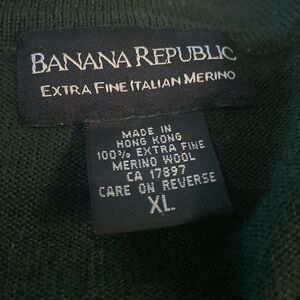 BANANA REPUBLIC
EXTRA FINE ITALIAN MERINO
MADE IN
HONG KONG
100% EXTRA FINE
MERINO WOOL
CA 17897
CARE ON REVERSE
XL